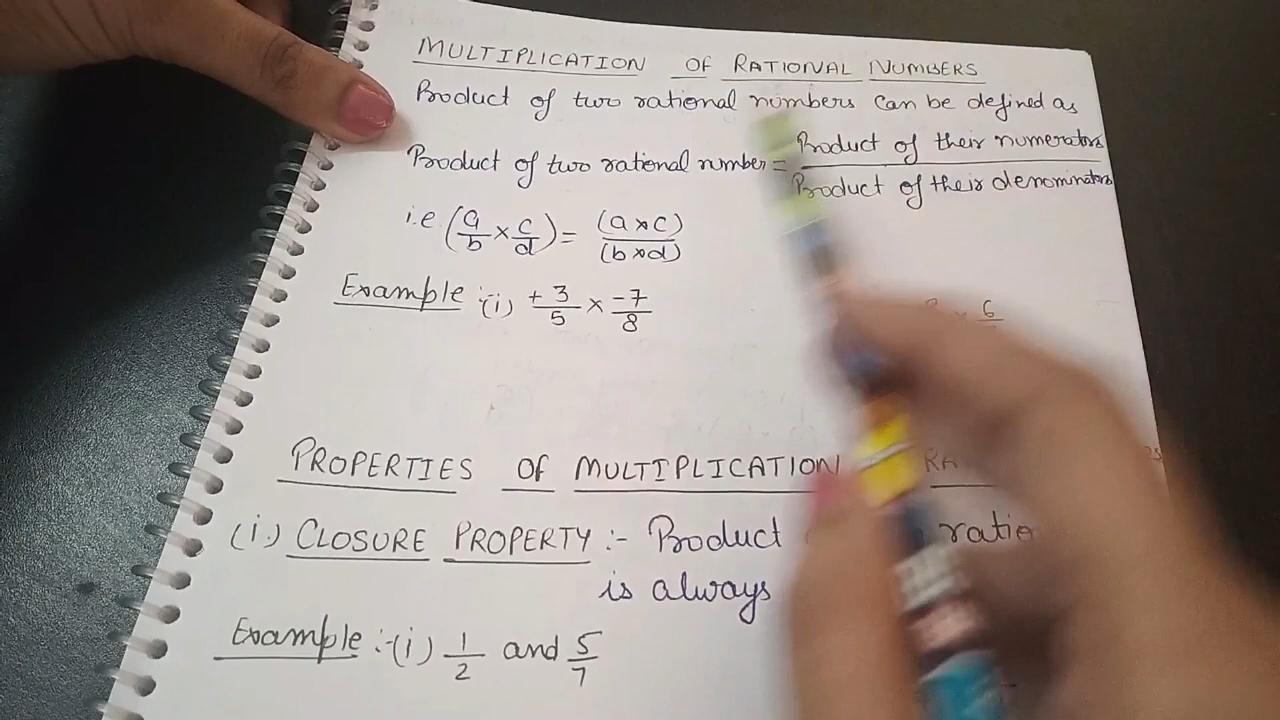 MULTIPLICATION OF RATIONAL NUMBERS
Product of two rational numbers can be defined as
Product of two rational number = Product of their numerators
Product of their denominators
i.e (a/b × c/d) = (a×c)/(b×d)
Example :- (i) +3/5 × -7/8
6
PROPERTIES OF MULTIPLICATION
(i.) CLOSURE PROPERTY :- Product
is always
Example :- (i) 1/2 and 5/7